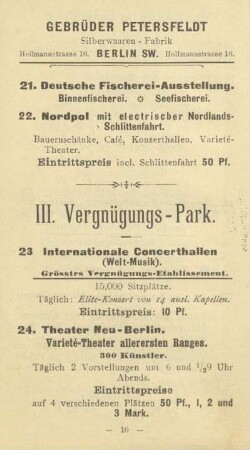 GEBRÜDER PETERSFELDT
Silberwaaren - Fabrik
Hollmannstrasse 10. BERLIN SW. Hollmannstrasse 10.
21. Deutsche Fischerei-Ausstellung.
Binnenfischerei. ☼ Seefischerei.
22. Nordpol mit electrischer Nordlands-
Schlittenfahrt.
Bauernschänke, Café, Konzerthallen, Varieté-
Theater.
Eintrittspreis incl. Schlittenfahrt 50 Pf.
III. Vergnügungs-Park.
23 Internationale Concerthallen
(Welt-Musik).
Grösstes Vergnügungs-Etablissement.
15,000 Sitzplätze.
Täglich: Elite-Konzert von 14 ausl. Kapellen.
Eintrittspreis: 10 Pf.
24. Theater Neu-Berlin.
Varieté-Theater allerersten Ranges.
300 Künstler.
Täglich 2 Vorstellungen um 6 und 1/29 Uhr
Abends.
Eintrittspreise
auf 4 verschiedenen Plätzen 50 Pf., 1, 2 und
3 Mark.
— 10 —